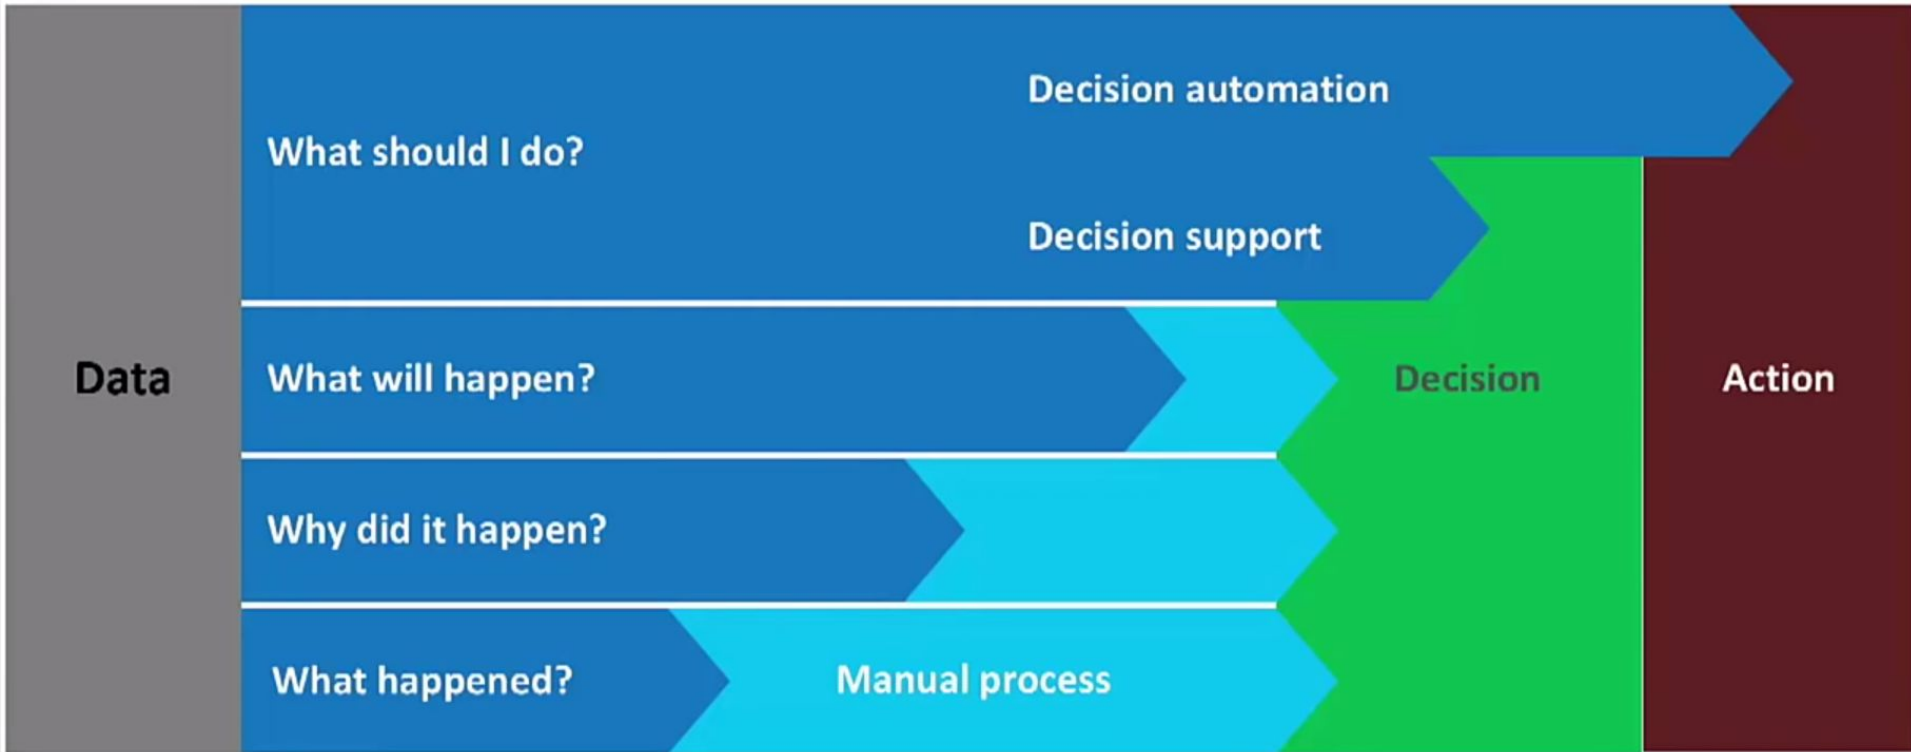 Decision automation
What should I do?
Decision support
Data
What will happen?
Decision
Action
Why did it happen?
What happened?
Manual process